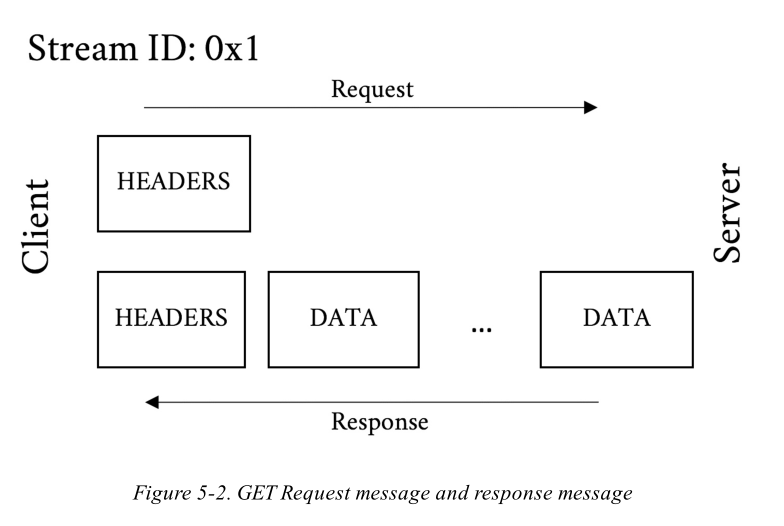 Stream ID: 0x1
Request
Client
HEADERS
Server
HEADERS DATA ... DATA
Response
Figure 5-2. GET Request message and response message